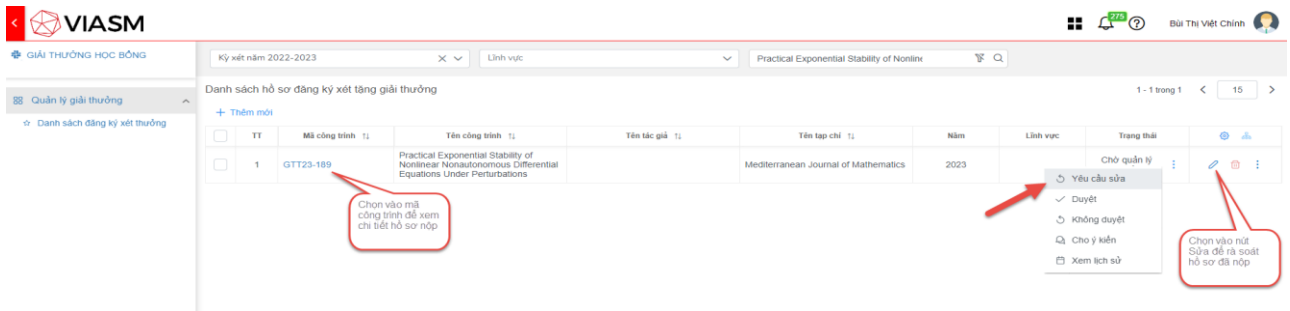 VIASM
275
Bùi Thị Việt Chinh
GIẢI THƯỞNG HỌC BỔNG
Quản lý giải thưởng
Danh sách đăng ký xét thưởng
Kỳ xét năm 2022-2023
Lĩnh vực
Practical Exponential Stability of Nonline
Danh sách hồ sơ đăng ký xét tặng giải thưởng
1 - 1 trong 1
15
+ Thêm mới
TT Mã công trình Tên công trình Tên tác giả Tên tạp chí Năm Lĩnh vực Trạng thái
1 GTT23-189 Practical Exponential Stability of
Nonlinear Nonautonomous Differential
Equations Under Perturbations
Mediterranean Journal of Mathematics 2023 Chờ quản lý
Yêu cầu sửa
Duyệt
Không duyệt
Cho ý kiến
Xem lịch sử
Chọn vào mã
công trình để xem
chi tiết hồ sơ nộp
Chọn vào nút
Sửa để rà soát
hồ sơ đã nộp